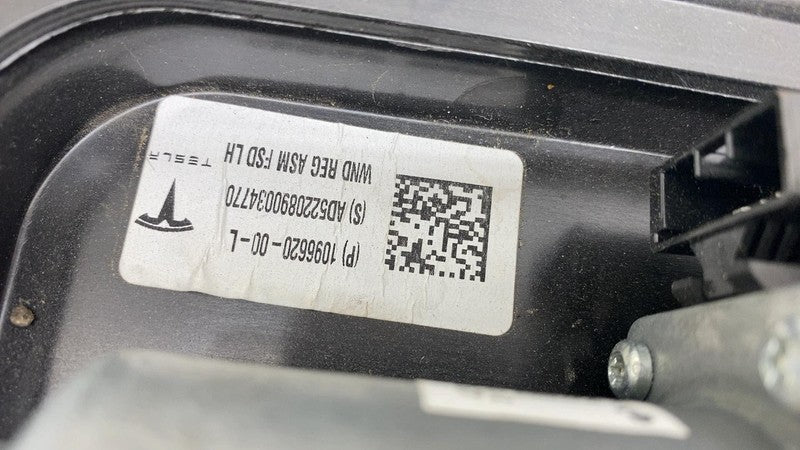 TESLA
(P) 1096620-00-L
(S) AD5220890034770
WND REG ASM FSD LH